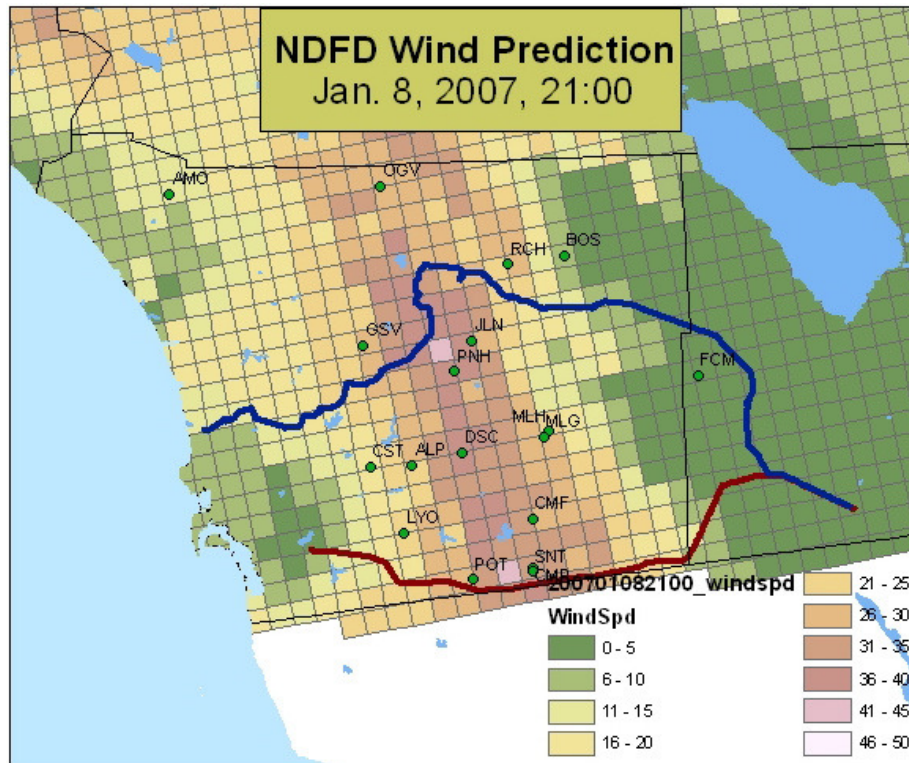 NDFD Wind Prediction
Jan. 8, 2007, 21:00
OGV
AMO
BOS
RCH
JLN
GSV
PNH
FCM
MLH
MLG
DSC
CST
ALP
CMF
LYO
SNT
POT
200701082100_windspd
WindSpd
0 - 5
6 - 10
11 - 15
16 - 20
21 - 25
26 - 30
31 - 35
36 - 40
41 - 45
46 - 50